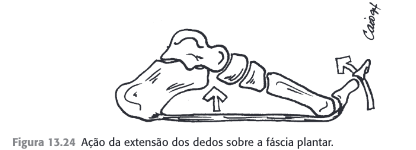 Figura 13.24 Ação da extensão dos dedos sobre a fáscia plantar.